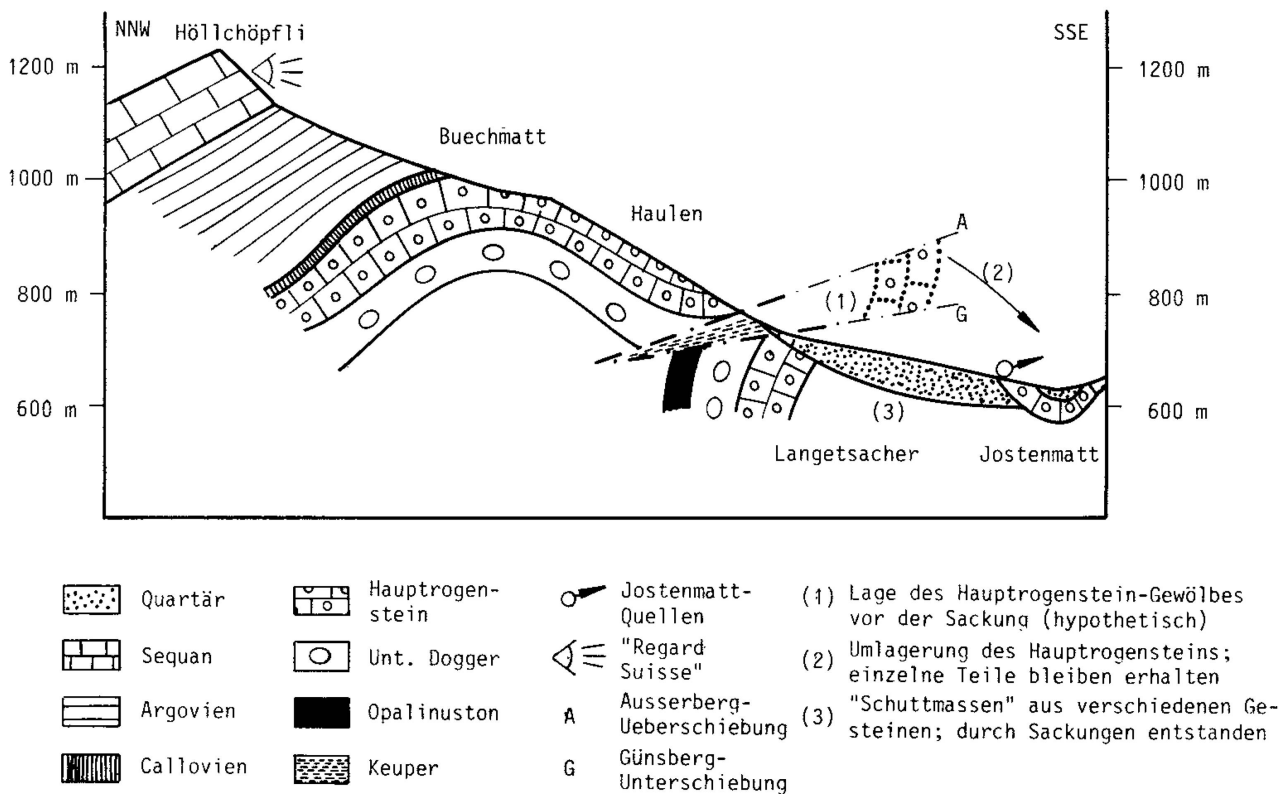 NNW Höllchöpfli
SSE
1200 m
1200 m
Buechmatt
1000 m
1000 m
Haulen
A
(2)
800 m
(1)
800 m
G
600 m
(3)
600 m
Langetsacher
Jostenmatt
Quartär
Sequan
Argovien
Callovien
Hauptrogen-
stein
Unt. Dogger
Opalinuston
Keuper
Jostenmatt-
Quellen
"Regard
Suisse"
A Ausserberg-
Ueberschiebung
G Günsberg-
Unterschiebung
(1) Lage des Hauptrogenstein-Gewölbes
vor der Sackung (hypothetisch)
(2) Umlagerung des Hauptrogensteins;
einzelne Teile bleiben erhalten
(3) "Schuttmassen" aus verschiedenen Ge-
steinen; durch Sackungen entstanden